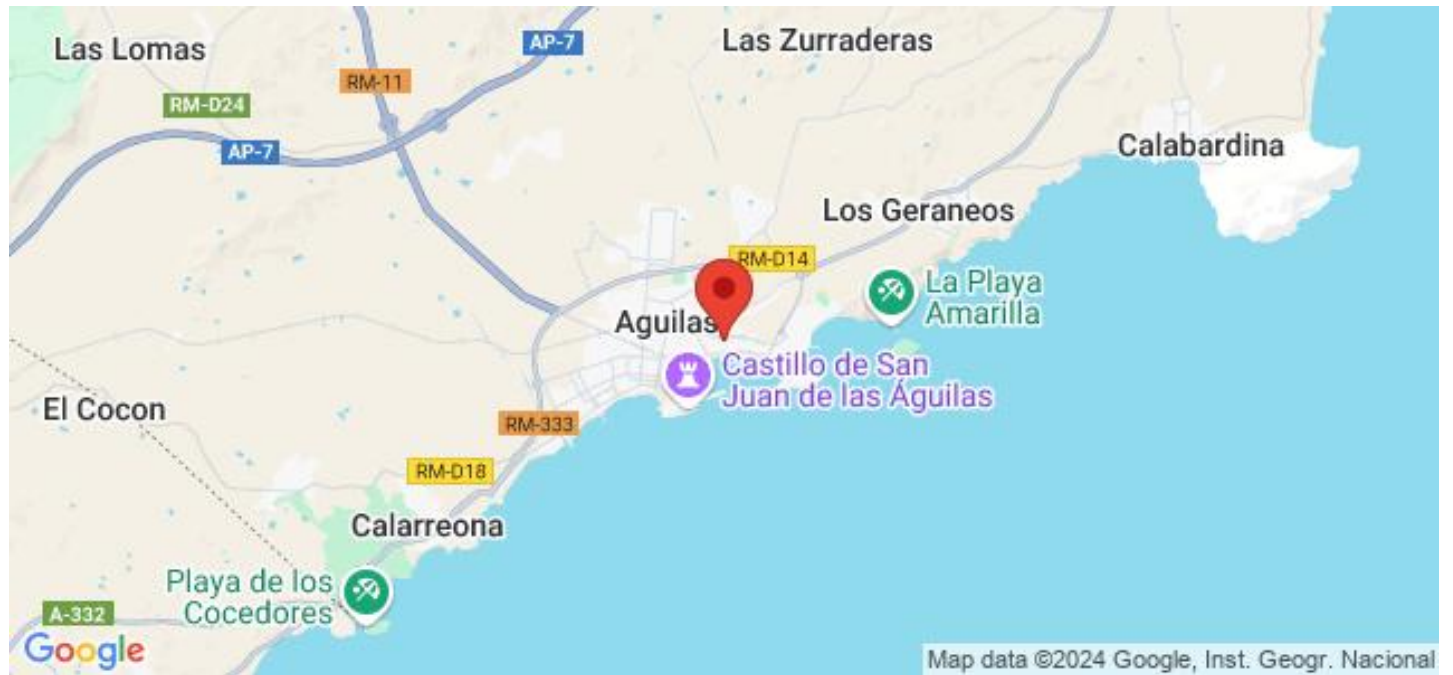 Las Lomas
AP-7
Las Zurraderas
RM-11
RM-D24
AP-7
Calabardina
Los Geraneos
RM-D14
La Playa
Amarilla
Aguilas
Castillo de San
Juan de las Águilas
El Cocon
RM-333
RM-D18
Calarreona
Playa de los
Cocedores
A-332
Google
Map data ©2024 Google, Inst. Geogr. Nacional